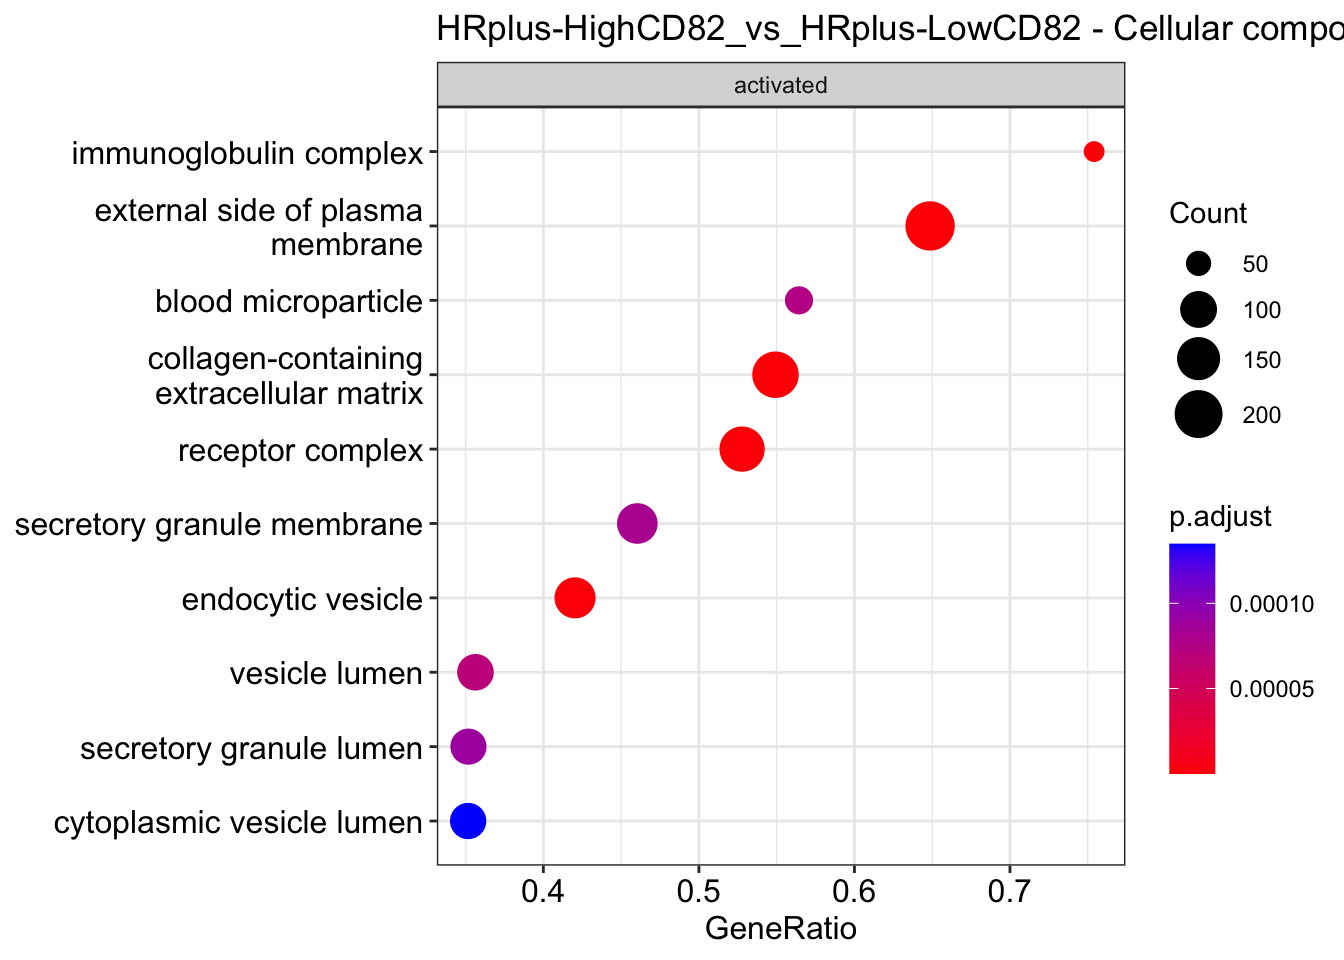 HRplus-HighCD82_vs_HRplus-LowCD82 - Cellular compo
activated
immunoglobulin complex
external side of plasma
membrane
blood microparticle
collagen-containing
extracellular matrix
receptor complex
secretory granule membrane
endocytic vesicle
vesicle lumen
secretory granule lumen
cytoplasmic vesicle lumen
0.4
0.5
0.6
0.7
GeneRatio
Count
50
100
150
200
p.adjust
0.00010
0.00005